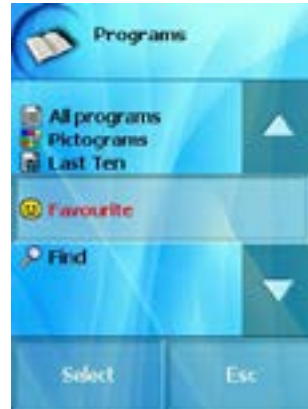 Programs
All programs
Pictograms
Last Ten
Favourite
Find
Select
Esc